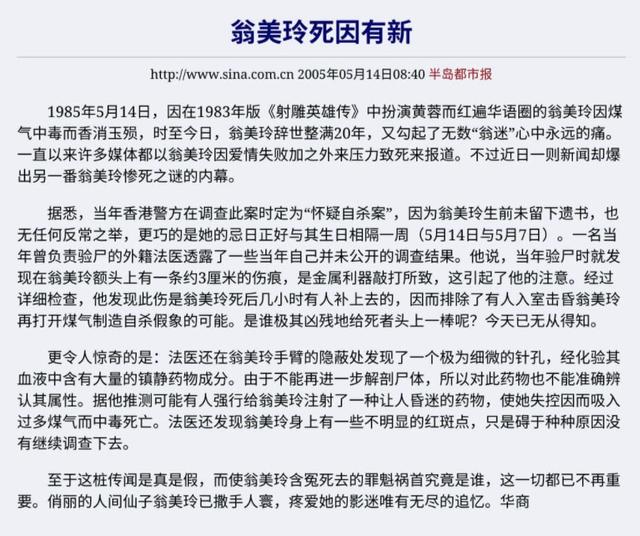 翁美玲死因有新
http://www.sina.com.cn 2005年05月14日08:40 半岛都市报
1985年5月14日，因在1983年版《射雕英雄传》中扮演黄蓉而红遍华语圈的翁美玲因煤
气中毒而香消玉殒，时至今日，翁美玲辞世整满20年，又勾起了无数“翁迷”心中永远的痛。
一直以来许多媒体都以翁美玲因爱情失败加之外来压力致死来报道。不过近日一则新闻却爆
出另一番翁美玲惨死之谜的内幕。
据悉，当年香港警方在调查此案时定为“怀疑自杀案”，因为翁美玲生前未留下遗书，也
无任何反常之举，更巧的是她的忌日正好与其生日相隔一周（5月14日与5月7日）。一名当
年曾负责验尸的外籍法医透露了一些当年自己并未公开的调查结果。他说，当年验尸时就发
现在翁美玲额头上有一条约3厘米的伤痕，是金属利器敲打所致，这引起了他的注意。经过
详细检查，他发现此伤是翁美玲死后几小时有人补上去的，因而排除了有人入室击昏翁美玲
再打开煤气制造自杀假象的可能。是谁极其凶残地给死者头上一棒呢？今天已无从得知。
更令人惊奇的是：法医还在翁美玲手臂的隐蔽处发现了一个极为细微的针孔，经化验其
血液中含有大量的镇静药物成分。由于不能再进一步解剖尸体，所以对此药物也不能准确辨
认其属性。据他推测可能有人强行给翁美玲注射了一种让人昏迷的药物，使她失控因而吸入
过多煤气而中毒死亡。法医还发现翁美玲身上有一些不明显的红斑点，只是碍于种种原因没
有继续调查下去。
至于这桩传闻是真是假，而使翁美玲含冤死去的罪魁祸首究竟是谁，这一切都已不再重
要。俏丽的人间仙子翁美玲已撒手人寰，疼爱她的影迷唯有无尽的追忆。华商